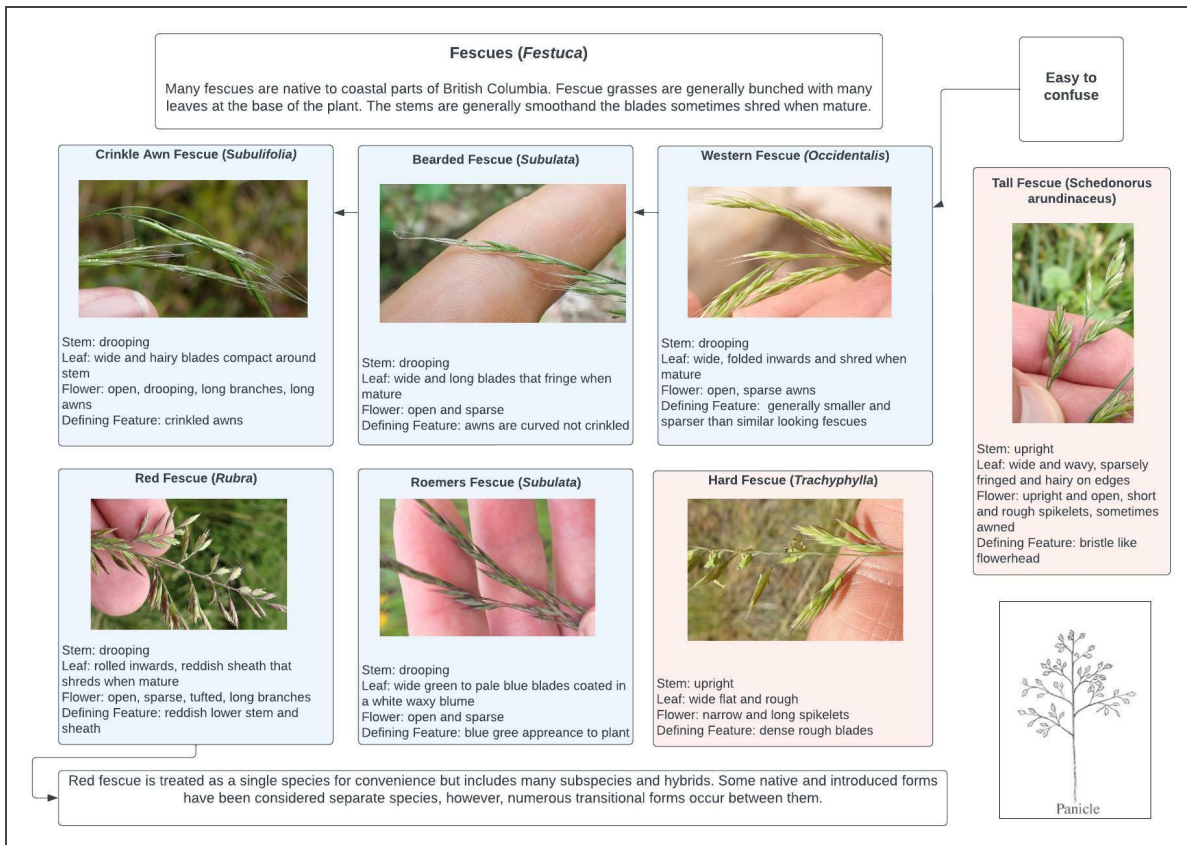 Fescues (Festuca)
Many fescues are native to coastal parts of British Columbia. Fescue grasses are generally bunched with many
leaves at the base of the plant. The stems are generally smoothand the blades sometimes shred when mature.
Easy to
confuse
Crinkle Awn Fescue (Subulifolia)
Stem: drooping
Leaf: wide and hairy blades compact around
stem
Flower: open, drooping, long branches, long
awns
Defining Feature: crinkled awns
Bearded Fescue (Subulata)
Stem: drooping
Leaf: wide and long blades that fringe when
mature
Flower: open and sparse
Defining Feature: awns are curved not crinkled
Western Fescue (Occidentalis)
Stem: drooping
Leaf: wide, folded inwards and shred when
mature
Flower: open, sparse awns
Defining Feature:  generally smaller and
sparser than similar looking fescues
Tall Fescue (Schedonorus
arundinaceus)
Stem: upright
Leaf: wide and wavy, sparsely
fringed and hairy on edges
Flower: upright and open, short
and rough spikelets, sometimes
awned
Defining Feature: bristle like
flowerhead
Red Fescue (Rubra)
Stem: drooping
Leaf: rolled inwards, reddish sheath that
shreds when mature
Flower: open, sparse, tufted, long branches
Defining Feature: reddish lower stem and
sheath
Roemers Fescue (Subulata)
Stem: drooping
Leaf: wide green to pale blue blades coated in
a white waxy blume
Flower: open and sparse
Defining Feature: blue gree appreance to plant
Hard Fescue (Trachyphylla)
Stem: upright
Leaf: wide flat and rough
Flower: narrow and long spikelets
Defining Feature: dense rough blades
Red fescue is treated as a single species for convenience but includes many subspecies and hybrids. Some native and introduced forms
have been considered separate species, however, numerous transitional forms occur between them.
Panicle